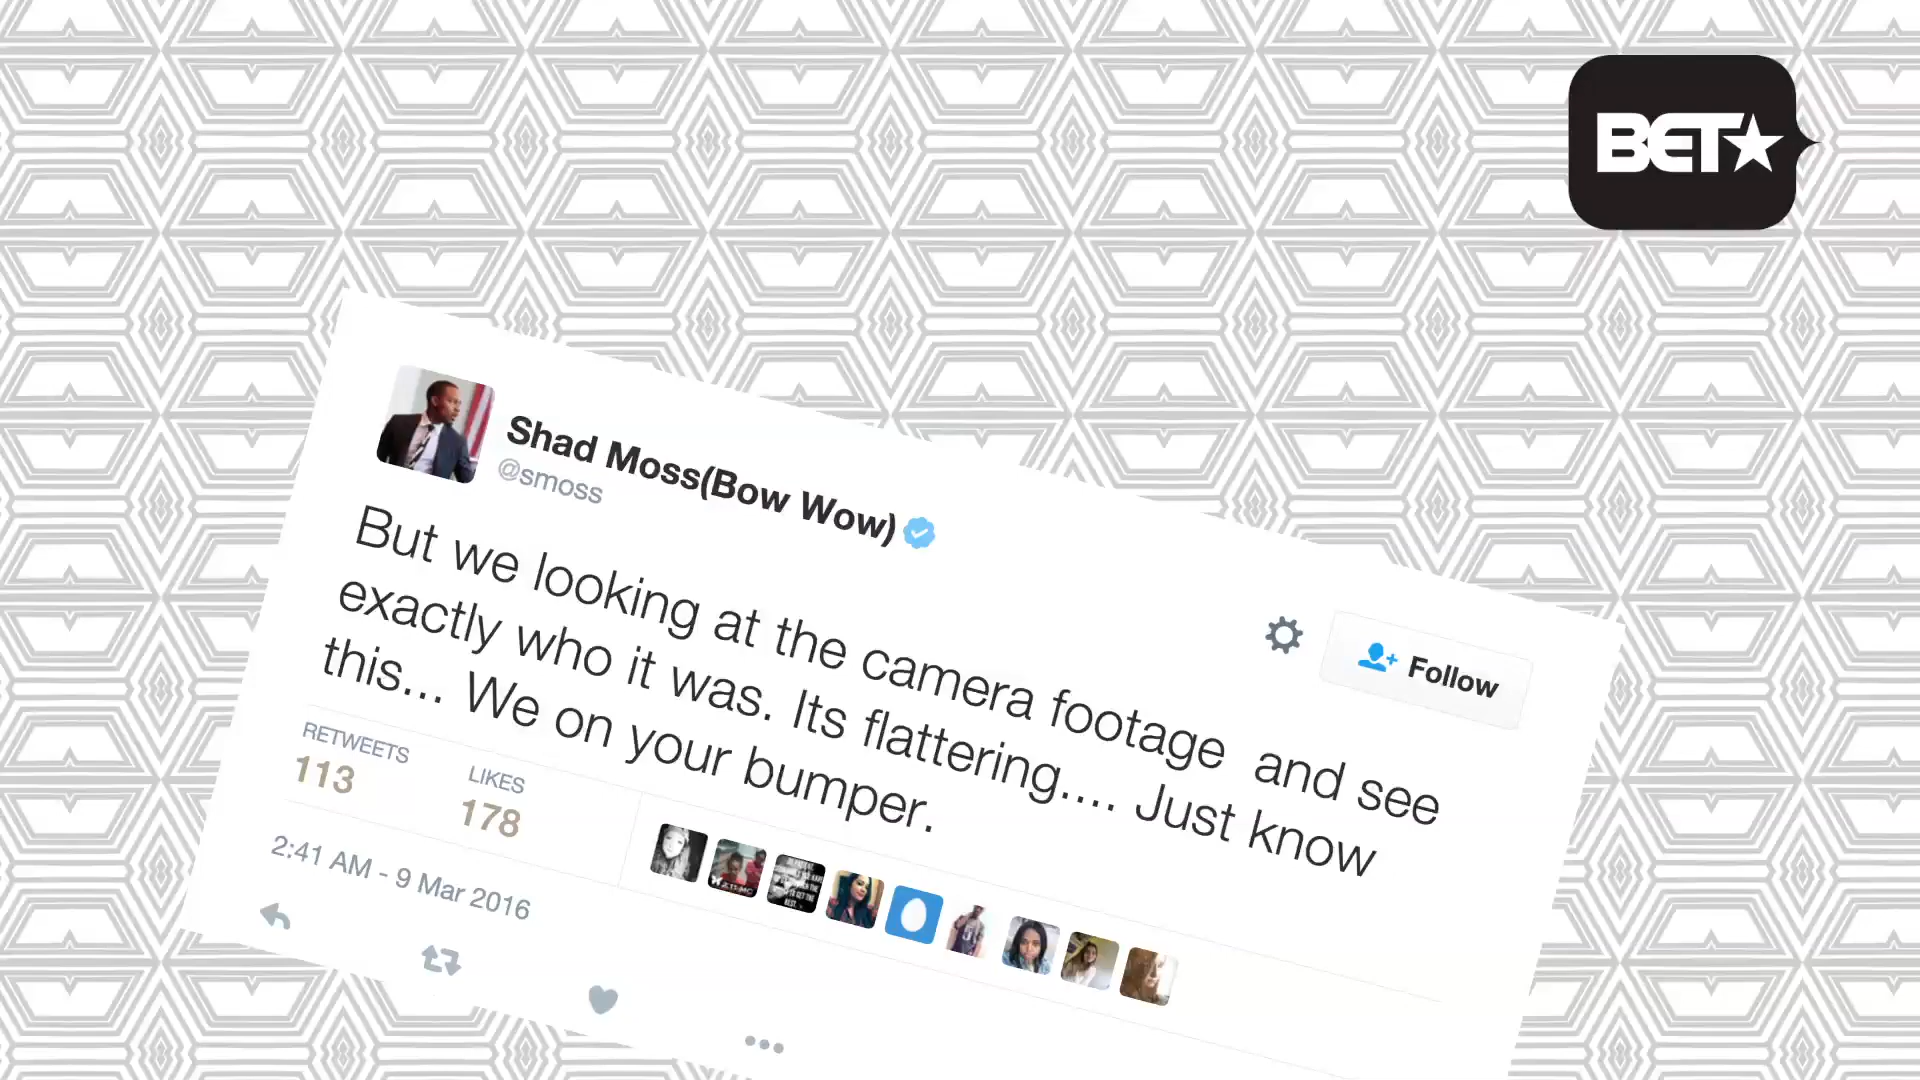 BET
Shad Moss(Bow Wow)
@smoss
Follow
But we looking at the camera footage  and see
exactly who it was. Its flattering.... Just know
this... We on your bumper.
RETWEETS
113
LIKES
178
2:41 AM - 9 Mar 2016